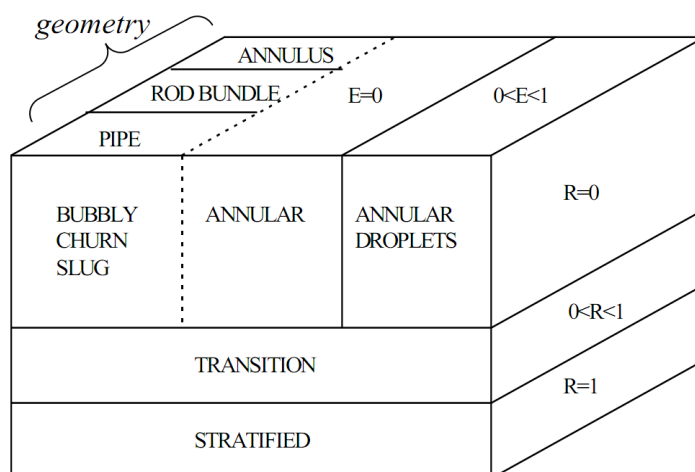 geometry
ANNULUS
ROD BUNDLE
E=0
0<E<1
PIPE
BUBBLY
CHURN
SLUG
ANNULAR
ANNULAR
DROPLETS
R=0
0<R<1
TRANSITION
R=1
STRATIFIED